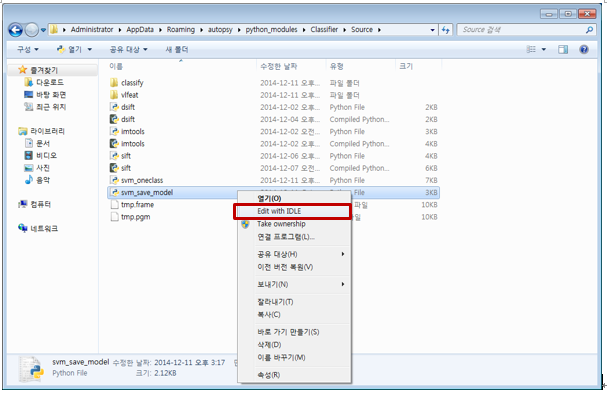 Administrator ▸ AppData ▸ Roaming ▸ autopsy ▸ python_modules ▸ Classifier ▸ Source ▸
Source 검색
구성 열기 공유 대상 새 폴더
이름 수정한 날짜 유형 크기
즐겨찾기
다운로드
바탕 화면
최근 위치
라이브러리
문서
비디오
사진
음악
컴퓨터
네트워크
classify 2014-12-11 오후... 파일 폴더
vlfeat 2014-12-11 오후... 파일 폴더
dsift 2014-12-02 오후... Python File 2KB
dsift 2014-12-04 오후... Compiled Python... 2KB
imtools 2014-12-02 오전... Python File 3KB
imtools 2014-12-02 오후... Compiled Python... 4KB
sift 2014-12-06 오후... Python File 4KB
sift 2014-12-07 오전... Compiled Python... 6KB
svm_oneclass Python File 7KB
svm_save_model File 3KB
tmp.frame 파일 10KB
tmp.pgm 파일 10KB
열기(O)
Edit with IDLE
Take ownership
연결 프로그램(L)...
공유 대상(H)
이전 버전 복원(V)
보내기(N)
잘라내기(T)
복사(C)
바로 가기 만들기(S)
삭제(D)
이름 바꾸기(M)
속성(R)
svm_save_model 수정한 날짜: 2014-12-11 오후 3:17
Python File 크기: 2.12KB